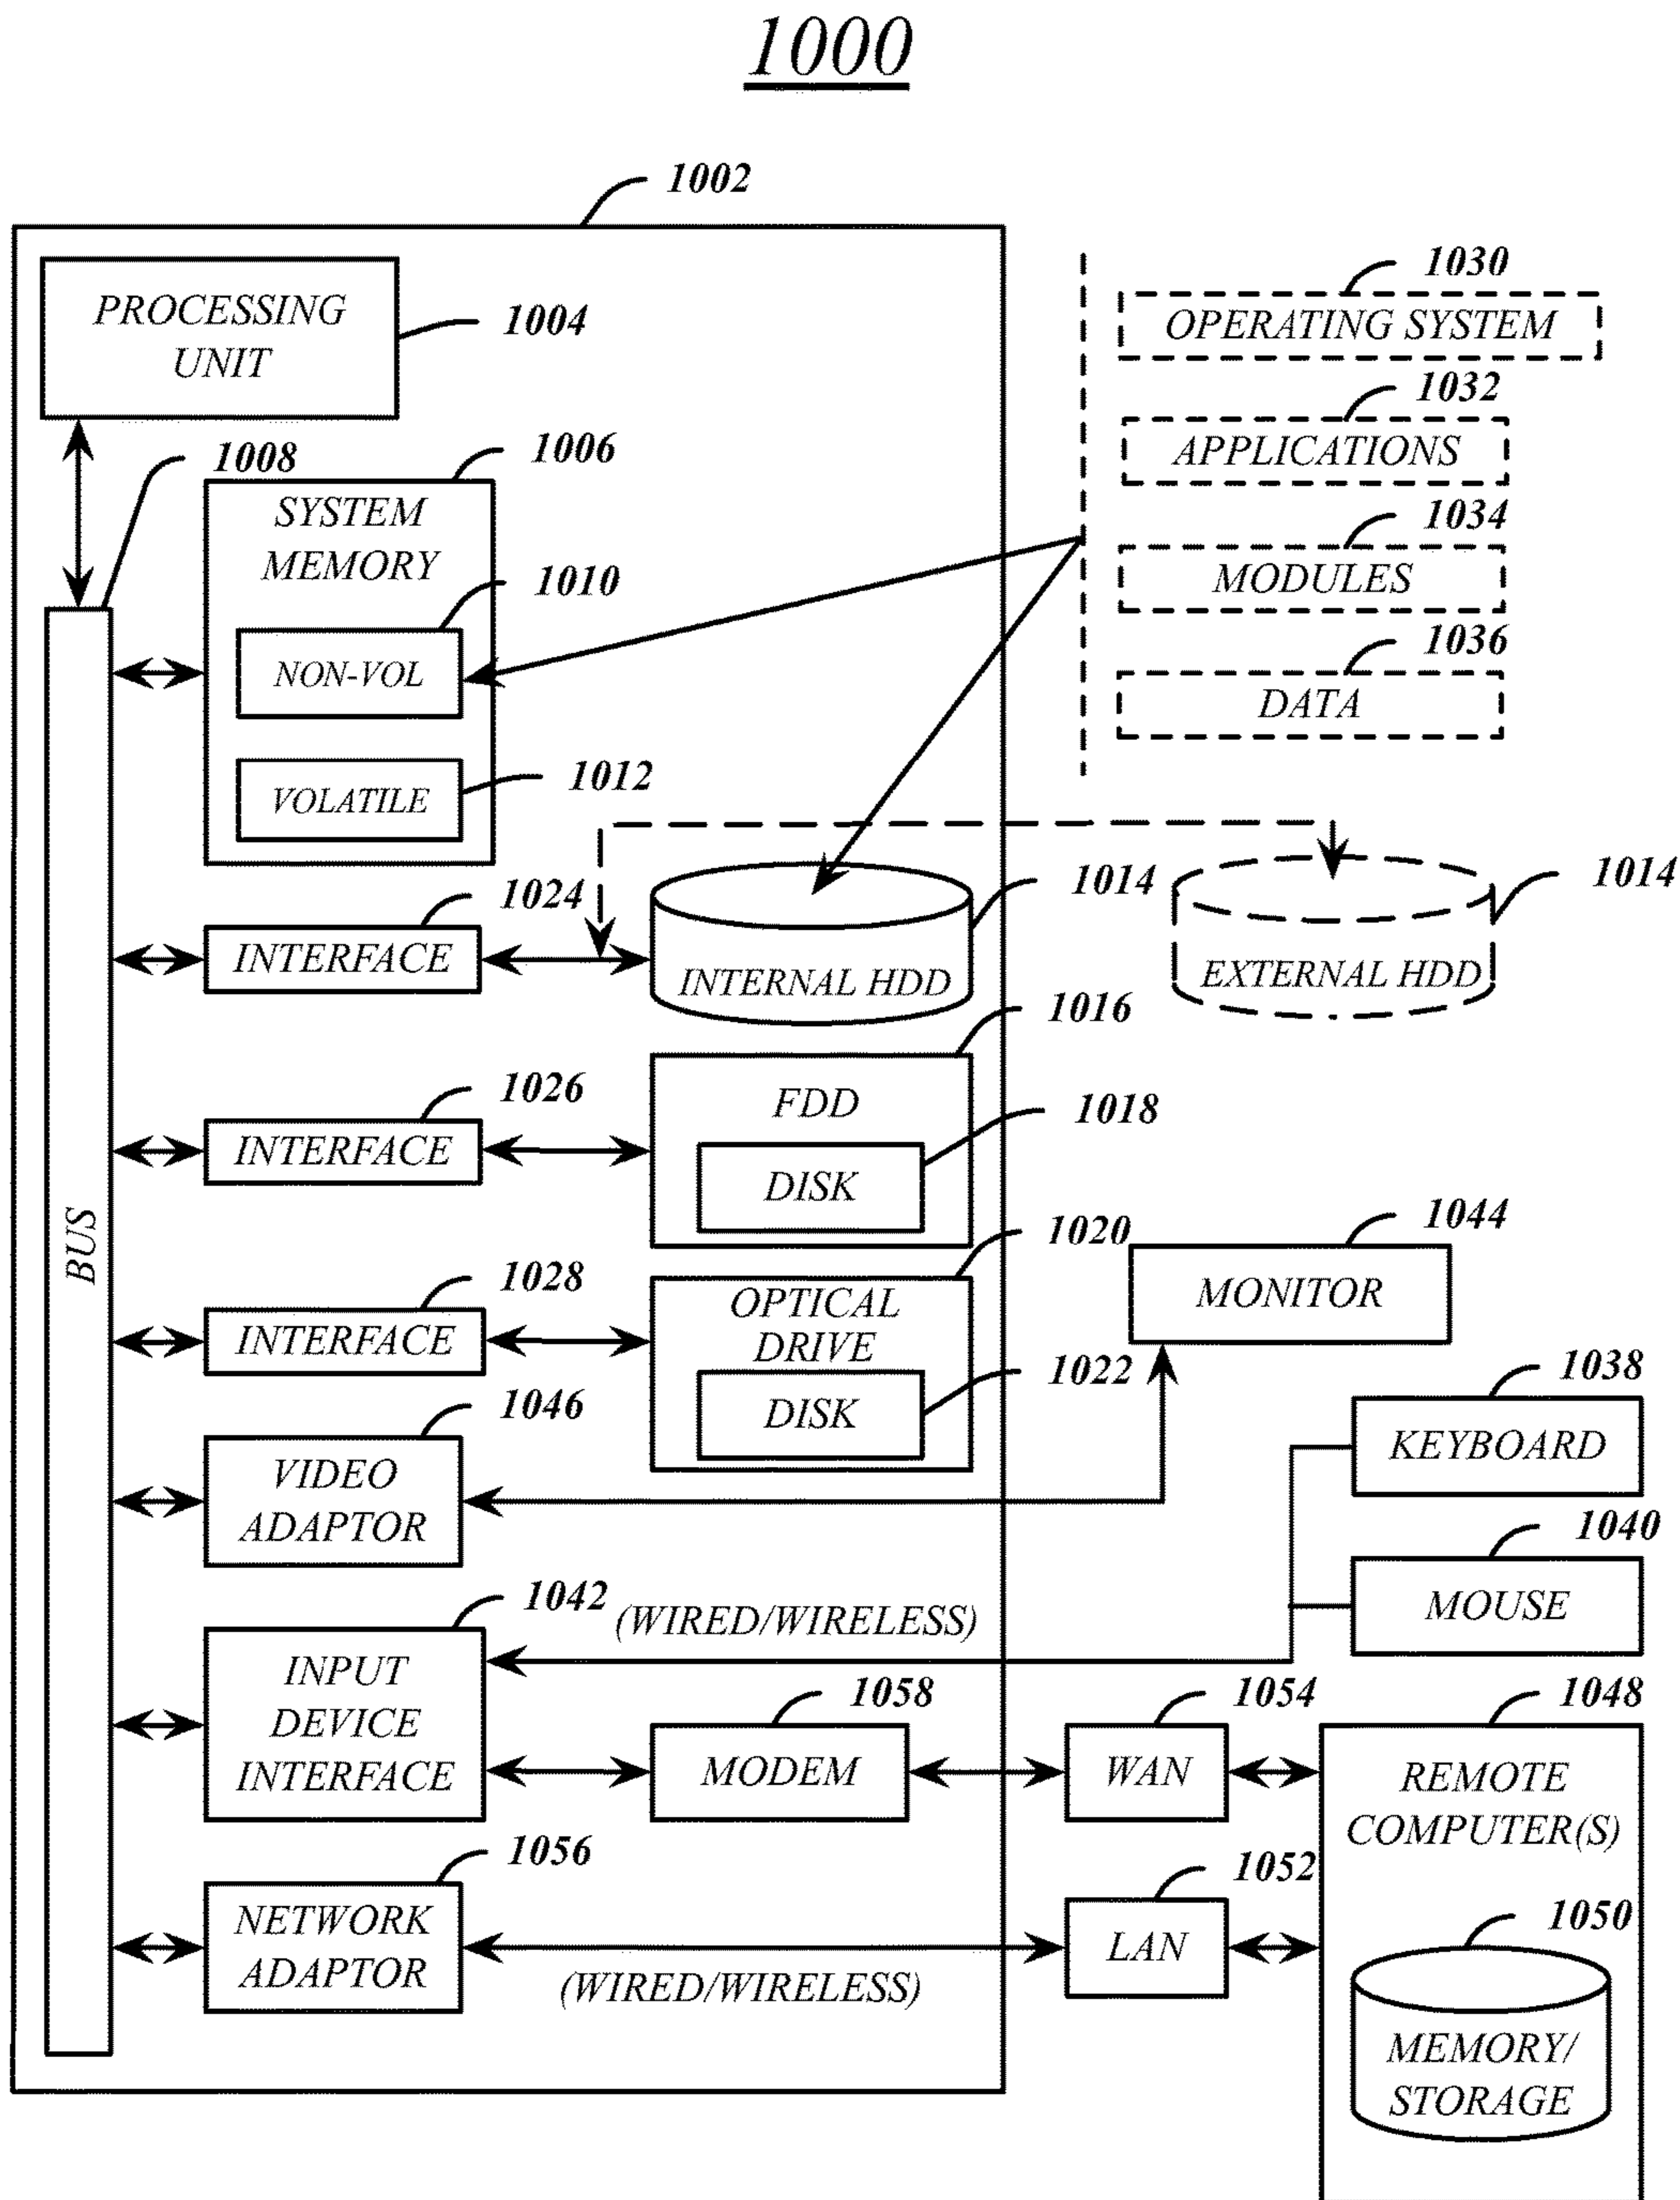 1000
1002
PROCESSING
UNIT
1004
1030
OPERATING SYSTEM
1032
APPLICATIONS
1034
MODULES
1036
DATA
1008
1006
SYSTEM
MEMORY
1010
NON-VOL
1012
VOLATILE
1024
INTERFACE
1014
INTERNAL HDD
1014
EXTERNAL HDD
1016
FDD
1026
INTERFACE
1018
DISK
BUS
1020
OPTICAL
DRIVE
1028
INTERFACE
1022
DISK
1044
MONITOR
1046
VIDEO
ADAPTOR
1038
KEYBOARD
1040
MOUSE
1042
(WIRED/WIRELESS)
INPUT
DEVICE
INTERFACE
1058
MODEM
1054
WAN
1048
REMOTE
COMPUTER(S)
1056
NETWORK
ADAPTOR
(WIRED/WIRELESS)
1052
LAN
1050
MEMORY/
STORAGE